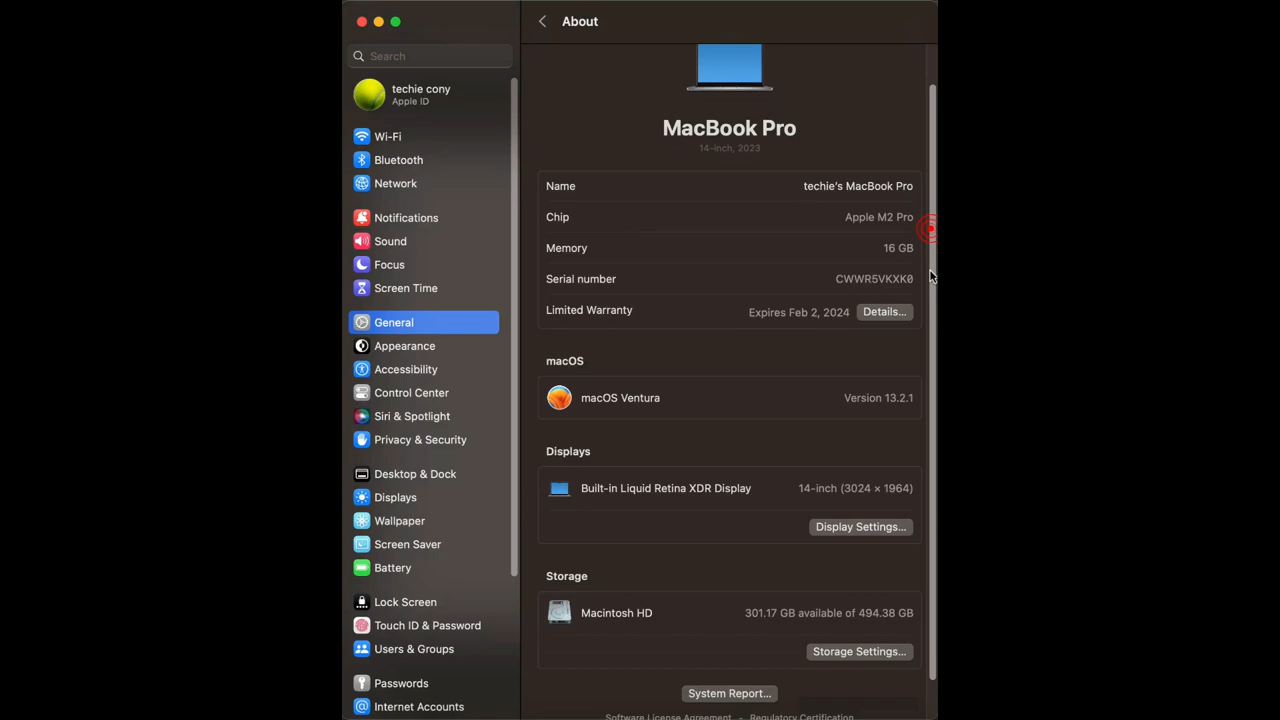 About
Search
techie cony
Apple ID
Wi-Fi
Bluetooth
Network
Notifications
Sound
Focus
Screen Time
General
Appearance
Accessibility
Control Center
Siri & Spotlight
Privacy & Security
Desktop & Dock
Displays
Wallpaper
Screen Saver
Battery
Lock Screen
Touch ID & Password
Users & Groups
Passwords
Internet Accounts
MacBook Pro
14-inch, 2023
Name techie's MacBook Pro
Chip Apple M2 Pro
Memory 16 GB
Serial number CWWR5VKXK0
Limited Warranty Expires Feb 2, 2024 Details...
macOS
macOS Ventura Version 13.2.1
Displays
Built-in Liquid Retina XDR Display 14-inch (3024 × 1964)
Display Settings...
Storage
Macintosh HD 301.17 GB available of 494.38 GB
Storage Settings...
System Report...
Software License Agreement - Regulatory Certification